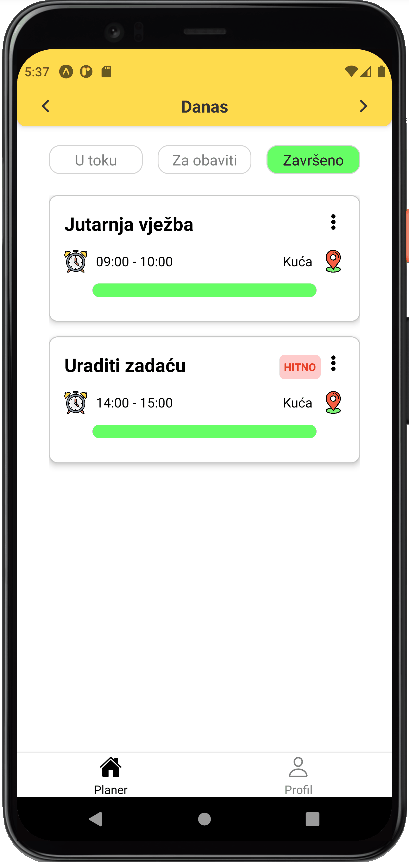 5:37
Danas
U toku
Za obaviti
Završeno
Jutarnja vježba
09:00 - 10:00
Kuća
Uraditi zadaću
HITNO
14:00 - 15:00
Kuća
Planer
Profil